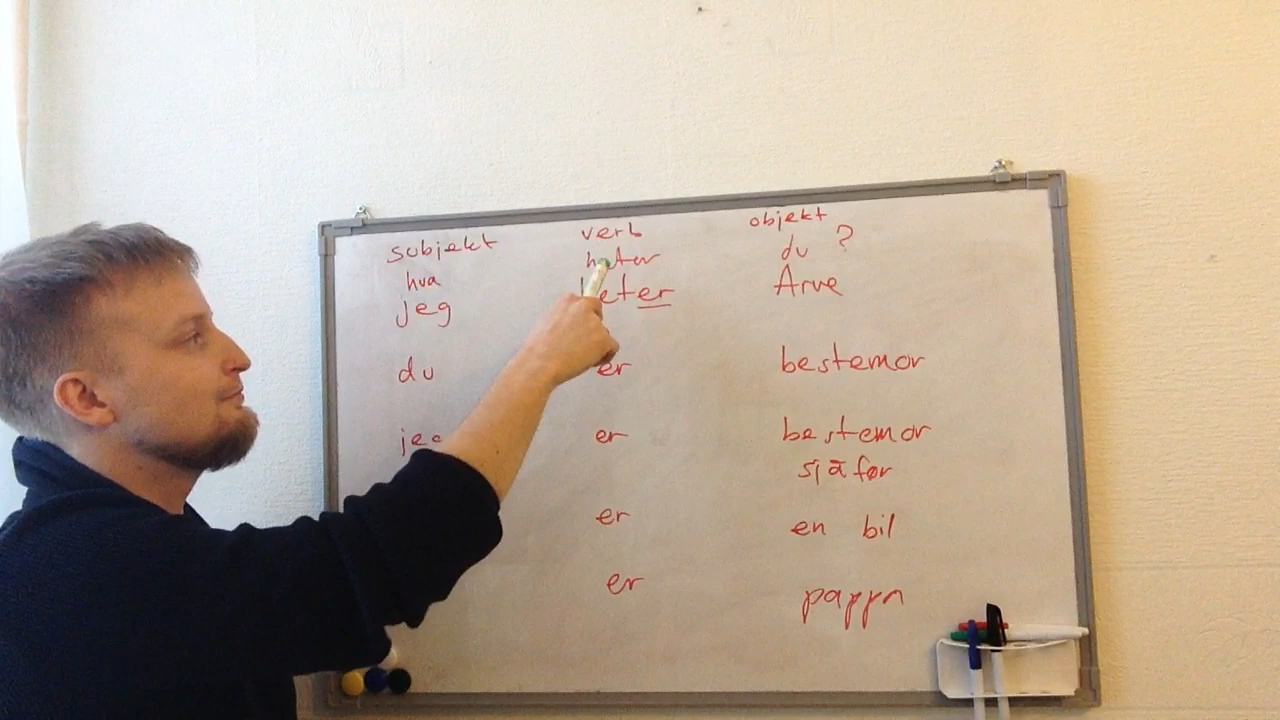 subjekt verb objekt
hva heter du ?
jeg heter Arve
du er bestemor
er bestemor
sjåfør
er en bil
er pappa